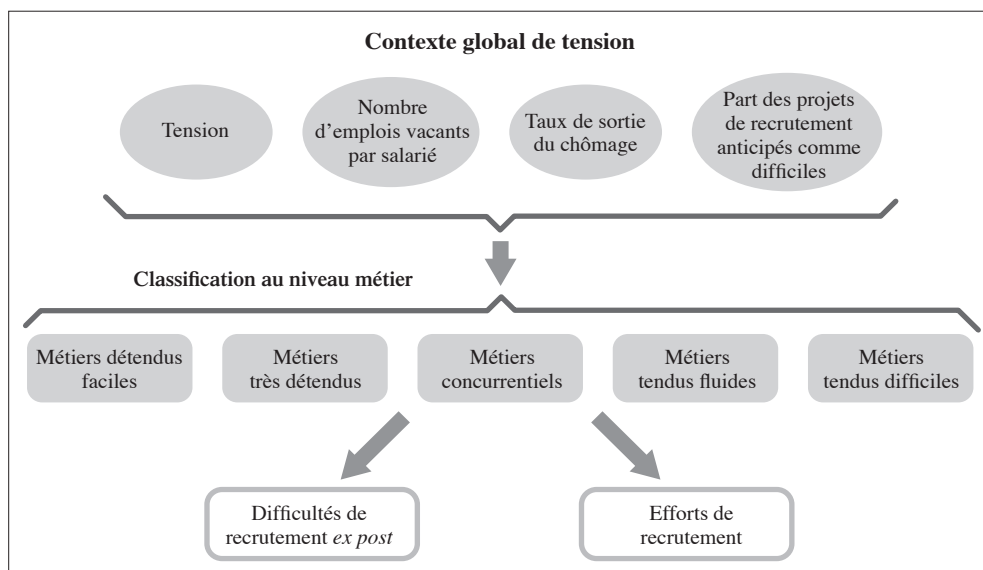 Contexte global de tension
Tension
Nombre
d'emplois vacants
par salarié
Taux de sortie
du chômage
Part des projets
de recrutement
anticipés comme
difficiles
Classification au niveau métier
Métiers détendus
faciles
Métiers
très détendus
Métiers
concurrentiels
Métiers
tendus fluides
Métiers
tendus difficiles
Difficultés de
recrutement ex post
Efforts de
recrutement